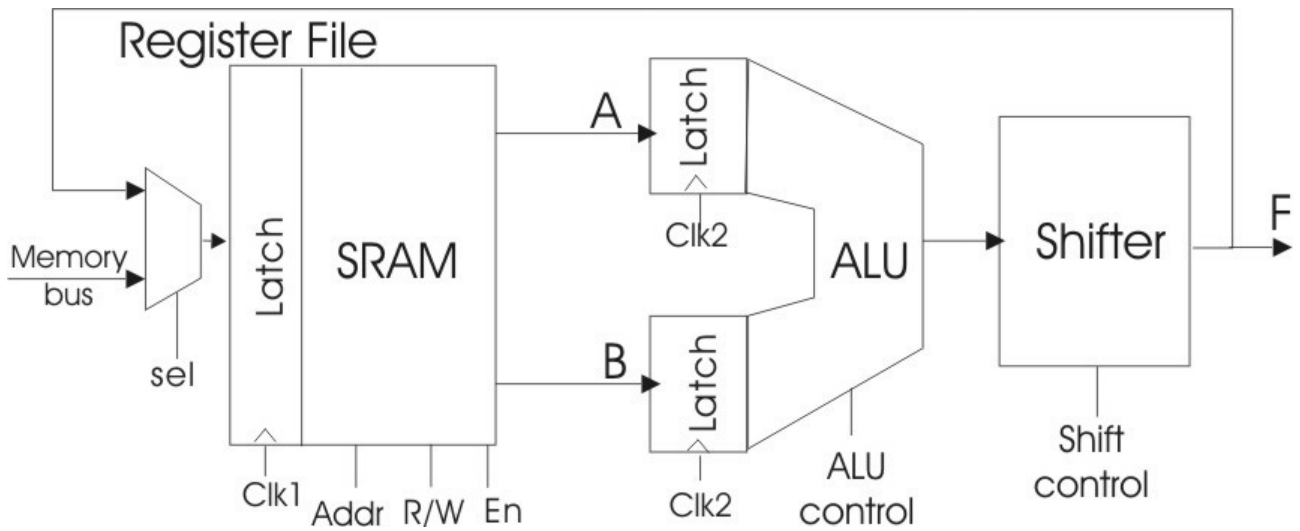 Register File
Memory
bus
sel
Latch
SRAM
Clk1
Addr
R/W
En
A
B
Latch
Clk2
Latch
Clk2
ALU
ALU
control
Shifter
Shift
control
F